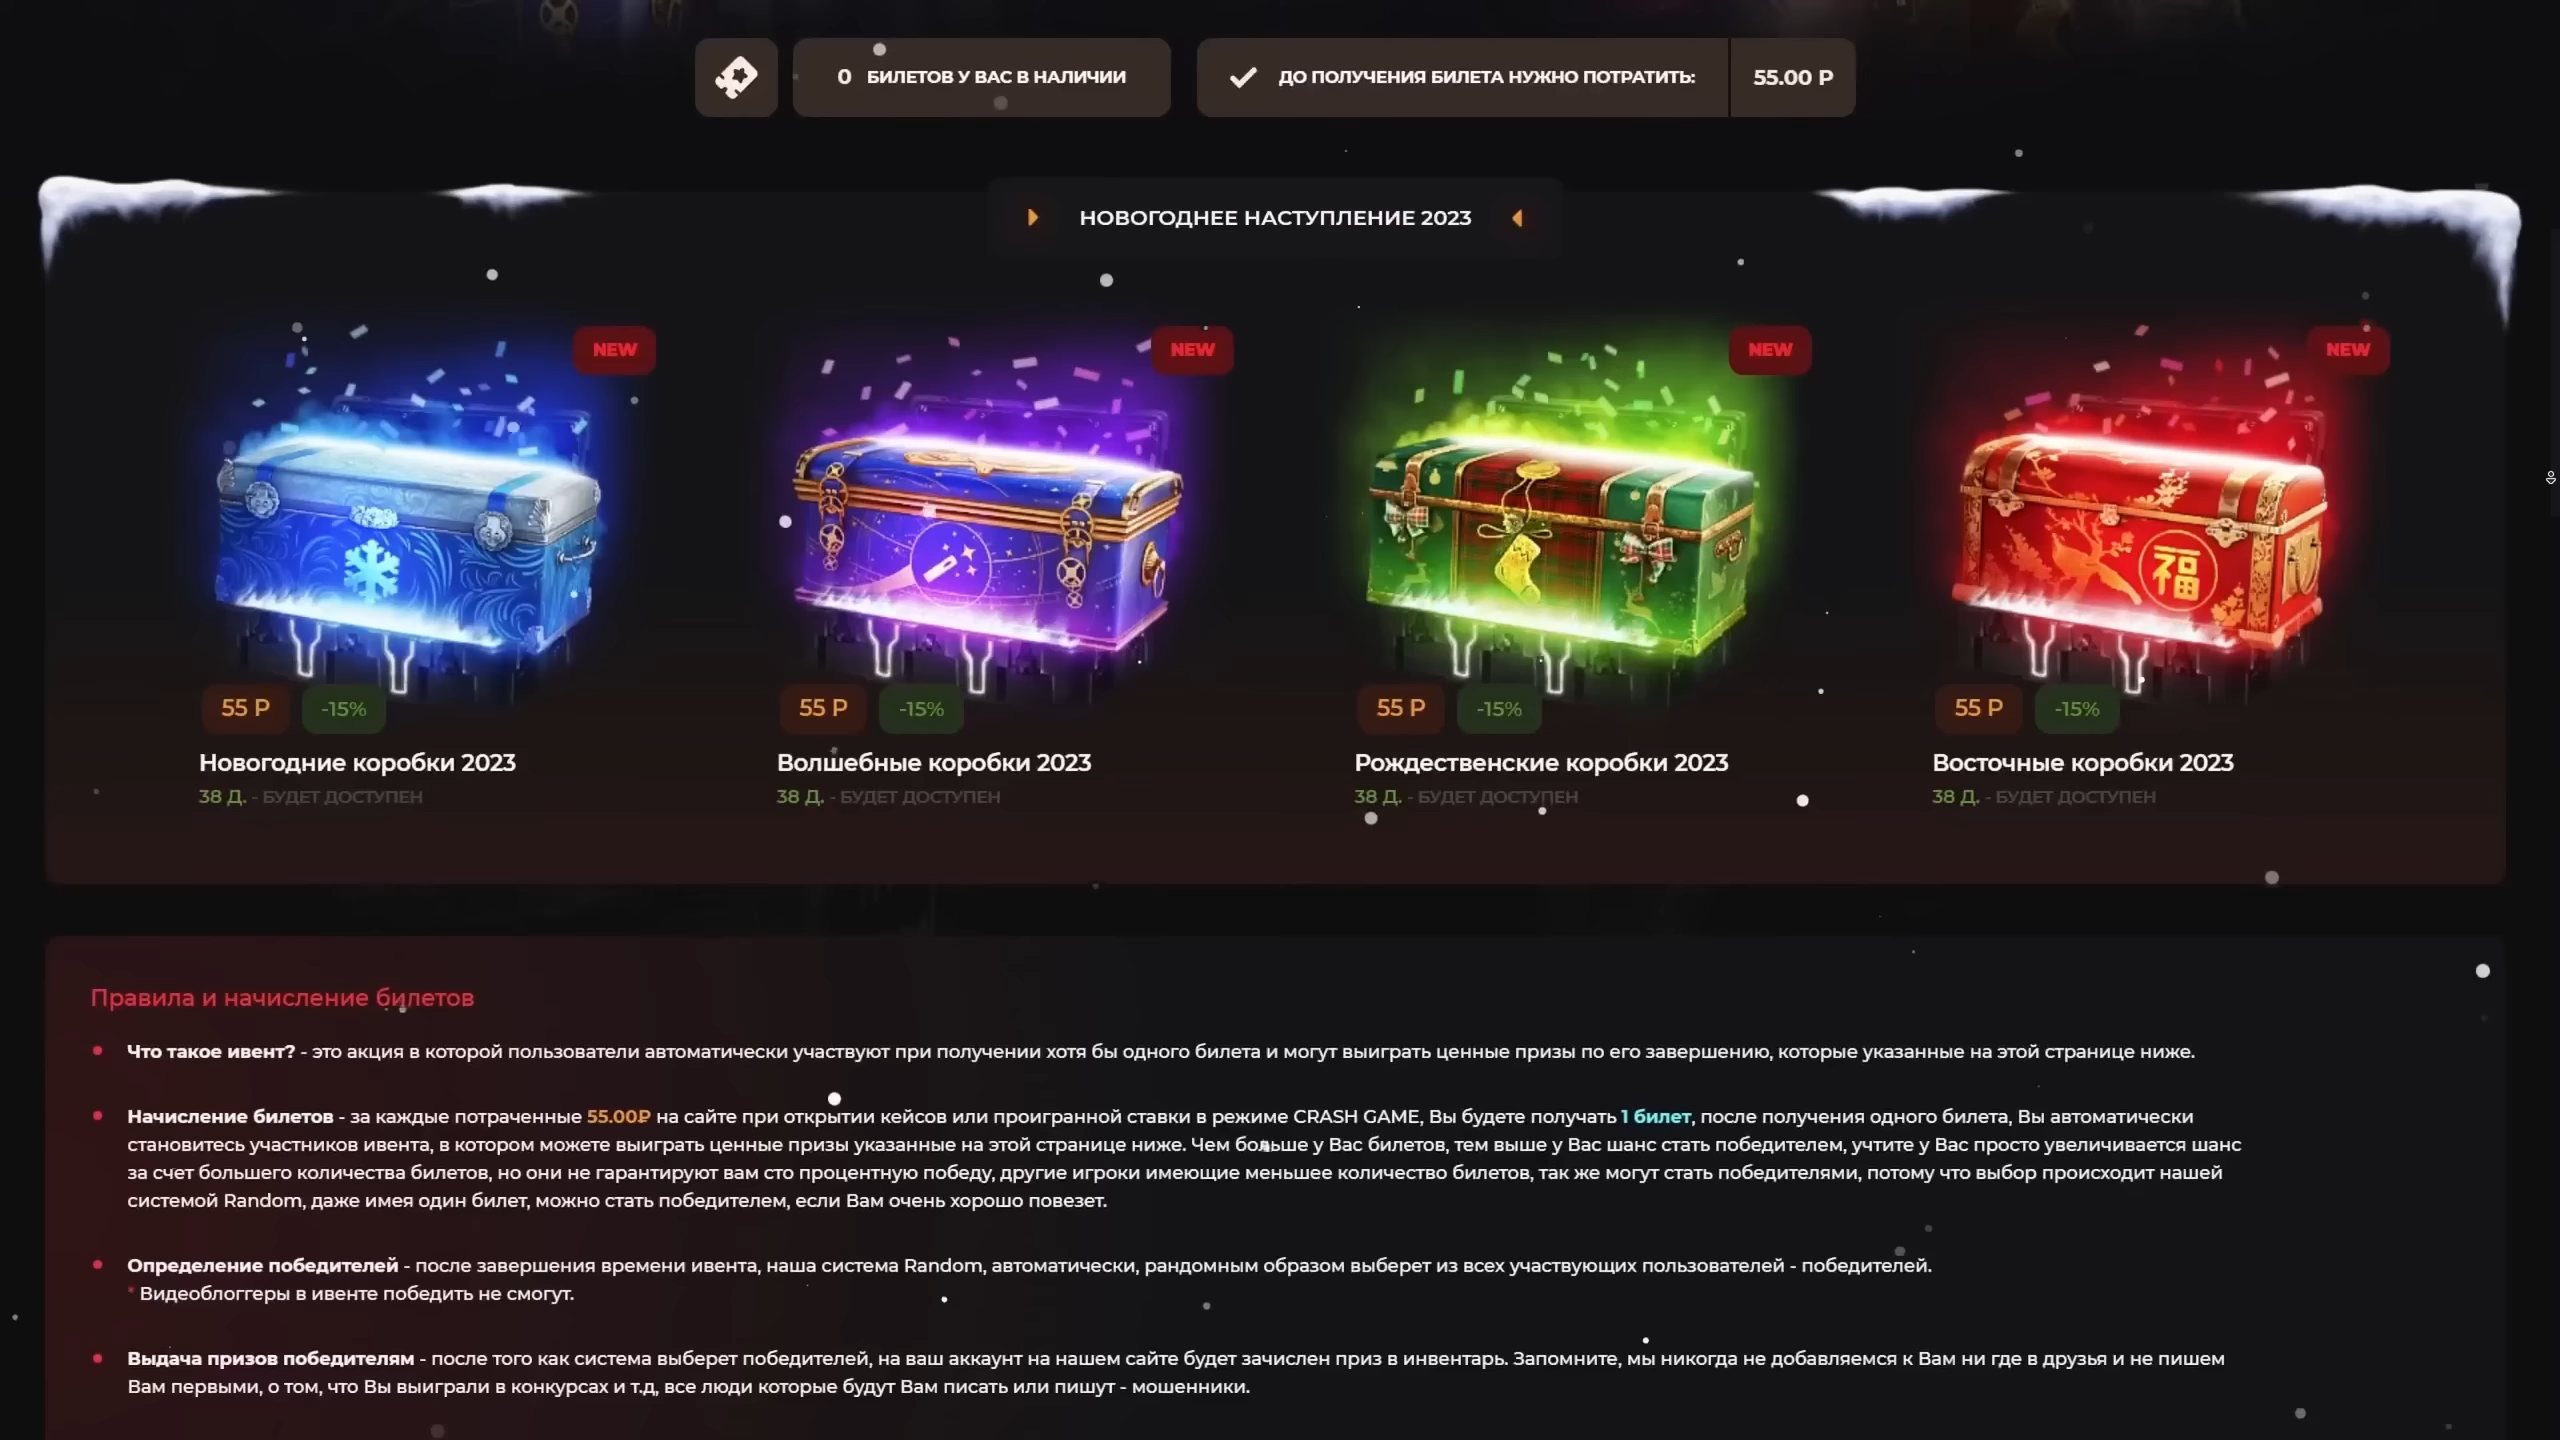 0 БИЛЕТОВ У ВАС В НАЛИЧИИ
ДО ПОЛУЧЕНИЯ БИЛЕТА НУЖНО ПОТРАТИТЬ: 55.00 Р
НОВОГОДНЕЕ НАСТУПЛЕНИЕ 2023
NEW
NEW
NEW
NEW
福
55 Р -15%
55 Р -15%
55 Р -15%
55 Р -15%
Новогодние коробки 2023
Волшебные коробки 2023
Рождественские коробки 2023
Восточные коробки 2023
38 Д. - БУДЕТ ДОСТУПЕН
38 Д. - БУДЕТ ДОСТУПЕН
38 Д. - БУДЕТ ДОСТУПЕН
38 Д. - БУДЕТ ДОСТУПЕН
Правила и начисление билетов
Что такое ивент? - это акция в которой пользователи автоматически участвуют при получении хотя бы одного билета и могут выиграть ценные призы по его завершению, которые указанные на этой странице ниже.
Начисление билетов - за каждые потраченные 55.00₽ на сайте при открытии кейсов или проигранной ставки в режиме CRASH GAME, Вы будете получать 1 билет, после получения одного билета, Вы автоматически
становитесь участников ивента, в котором можете выиграть ценные призы указанные на этой странице ниже. Чем больше у Вас билетов, тем выше у Вас шанс стать победителем, учтите у Вас просто увеличивается шанс
за счет большего количества билетов, но они не гарантируют вам сто процентную победу, другие игроки имеющие меньшее количество билетов, так же могут стать победителями, потому что выбор происходит нашей
системой Random, даже имея один билет, можно стать победителем, если Вам очень хорошо повезет.
Определение победителей - после завершения времени ивента, наша система Random, автоматически, рандомным образом выберет из всех участвующих пользователей - победителей.
* Видеоблоггеры в ивенте победить не смогут.
Выдача призов победителям - после того как система выберет победителей, на ваш аккаунт на нашем сайте будет зачислен приз в инвентарь. Запомните, мы никогда не добавляемся к Вам ни где в друзья и не пишем
Вам первыми, о том, что Вы выиграли в конкурсах и т.д, все люди которые будут Вам писать или пишут - мошенники.